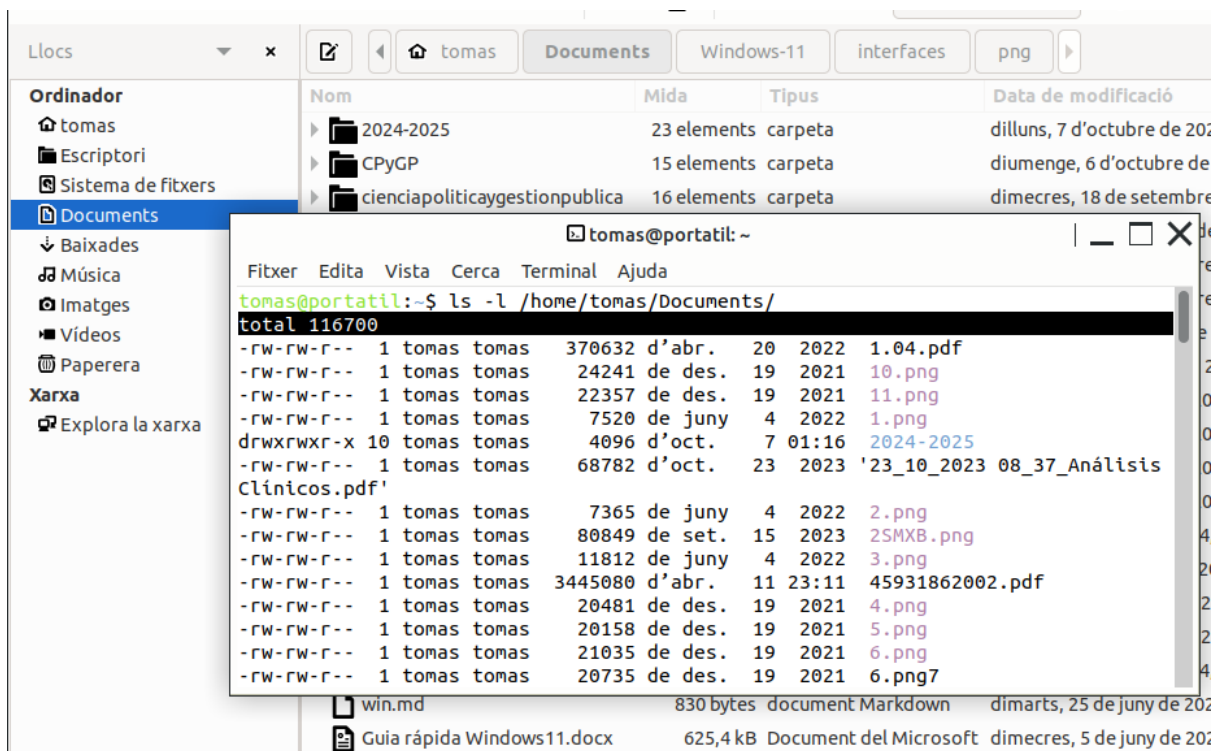 Llocs
tomas Documents Windows-11 interfaces png
Ordinador
tomas
Escriptori
Sistema de fitxers
Documents
Baixades
Música
Imatges
Vídeos
Paperera
Xarxa
Explora la xarxa
Nom Mida Tipus Data de modificació
2024-2025 23 elements carpeta dilluns, 7 d'octubre de 202
CPyGP 15 elements carpeta diumenge, 6 d'octubre de
cienciapoliticaygestionpublica 16 elements carpeta dimecres, 18 de setembre
tomas@portatil: ~
Fitxer Edita Vista Cerca Terminal Ajuda
tomas@portatil:~$ ls -l /home/tomas/Documents/
total 116700
-rw-rw-r-- 1 tomas tomas 370632 d’abr. 20 2022 1.04.pdf
-rw-rw-r-- 1 tomas tomas 24241 de des. 19 2021 10.png
-rw-rw-r-- 1 tomas tomas 22357 de des. 19 2021 11.png
-rw-rw-r-- 1 tomas tomas 7520 de juny 4 2022 1.png
drwxrwxr-x 10 tomas tomas 4096 d’oct. 7 01:16 2024-2025
-rw-rw-r-- 1 tomas tomas 68782 d’oct. 23 2023 '23_10_2023 08_37_Análisis
Clínicos.pdf'
-rw-rw-r-- 1 tomas tomas 7365 de juny 4 2022 2.png
-rw-rw-r-- 1 tomas tomas 80849 de set. 15 2023 2SMXB.png
-rw-rw-r-- 1 tomas tomas 11812 de juny 4 2022 3.png
-rw-rw-r-- 1 tomas tomas 3445080 d’abr. 11 23:11 45931862002.pdf
-rw-rw-r-- 1 tomas tomas 20481 de des. 19 2021 4.png
-rw-rw-r-- 1 tomas tomas 20158 de des. 19 2021 5.png
-rw-rw-r-- 1 tomas tomas 21035 de des. 19 2021 6.png
-rw-rw-r-- 1 tomas tomas 20735 de des. 19 2021 6.png7
win.md 830 bytes document Markdown dimarts, 25 de juny de 202
Guia rápida Windows11.docx 625,4 kB Document del Microsoft dimecres, 5 de juny de 202